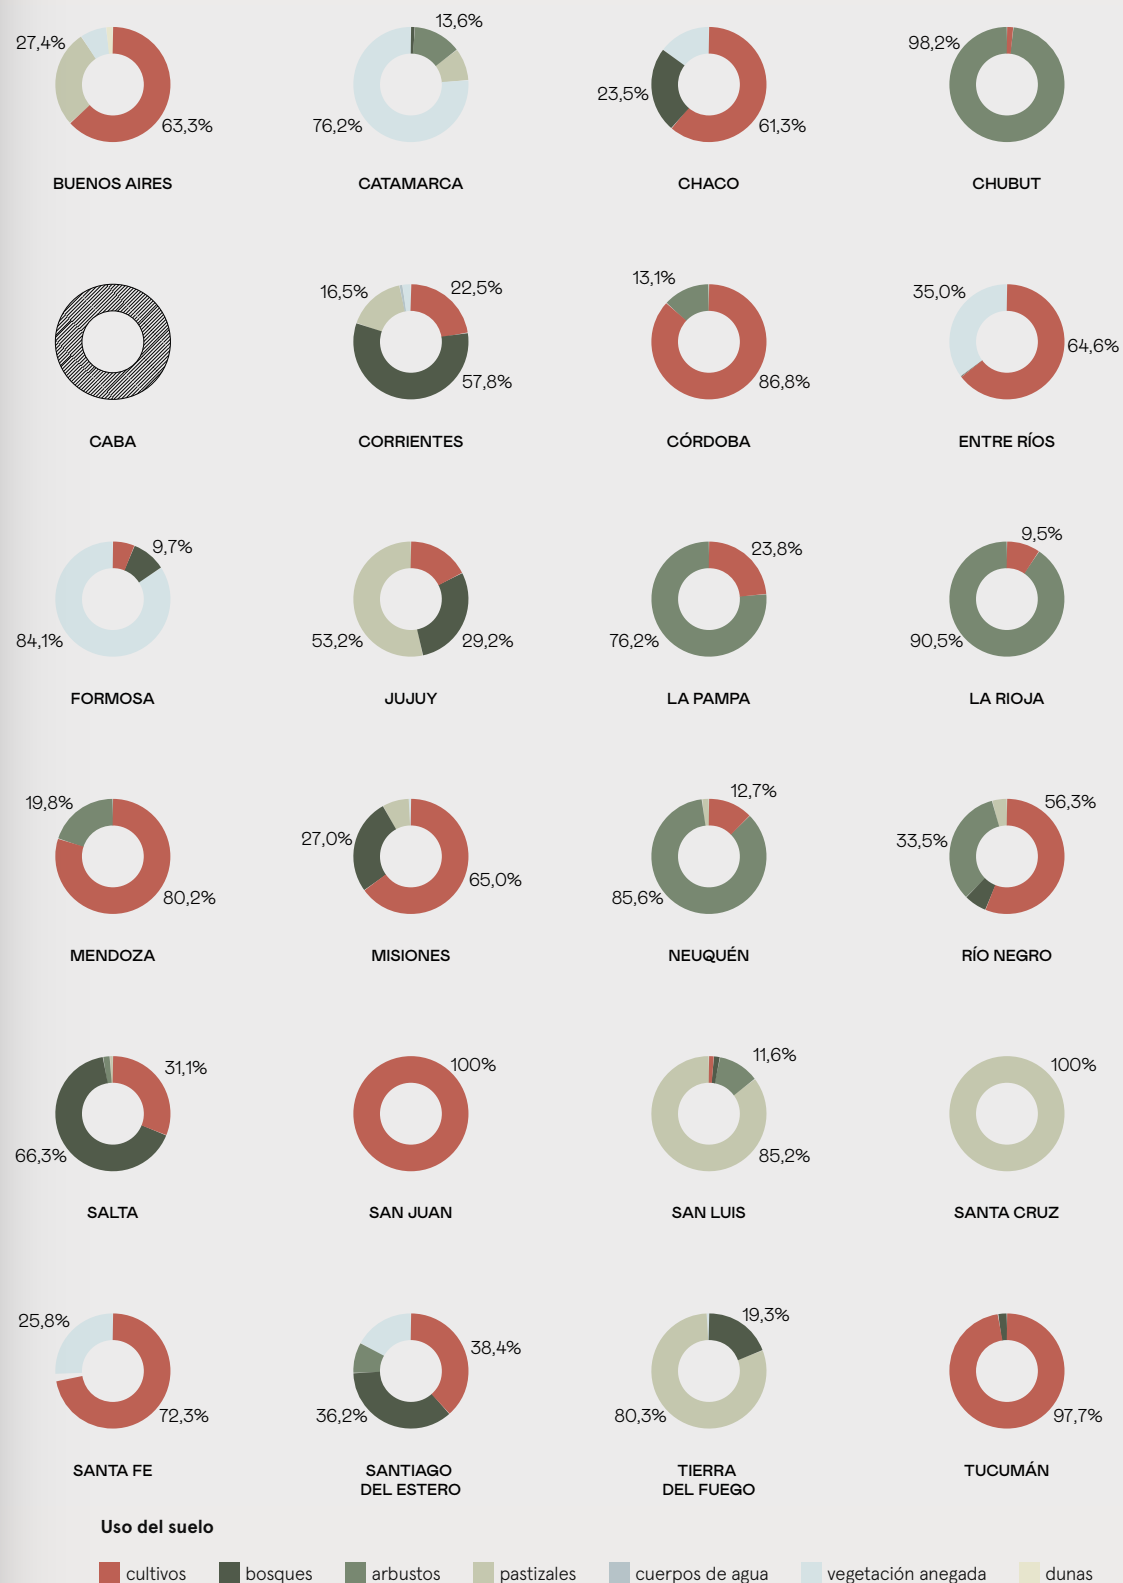 27,4%
63,3%
BUENOS AIRES
13,6%
76,2%
CATAMARCA
23,5%
61,3%
CHACO
98,2%
CHUBUT
CABA
16,5%
22,5%
57,8%
CORRIENTES
13,1%
86,8%
CÓRDOBA
35,0%
64,6%
ENTRE RÍOS
9,7%
84,1%
FORMOSA
53,2%
29,2%
JUJUY
23,8%
76,2%
LA PAMPA
9,5%
90,5%
LA RIOJA
19,8%
80,2%
MENDOZA
27,0%
65,0%
MISIONES
12,7%
85,6%
NEUQUÉN
56,3%
33,5%
RÍO NEGRO
31,1%
66,3%
SALTA
100%
SAN JUAN
11,6%
85,2%
SAN LUIS
100%
SANTA CRUZ
25,8%
72,3%
SANTA FE
38,4%
36,2%
SANTIAGO
DEL ESTERO
19,3%
80,3%
TIERRA
DEL FUEGO
97,7%
TUCUMÁN
Uso del suelo
cultivos bosques arbustos pastizales cuerpos de agua vegetación anegada dunas